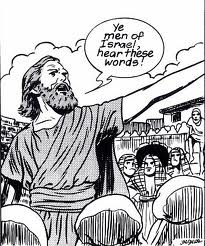 Ye
men of
Israel,
hear these
words!